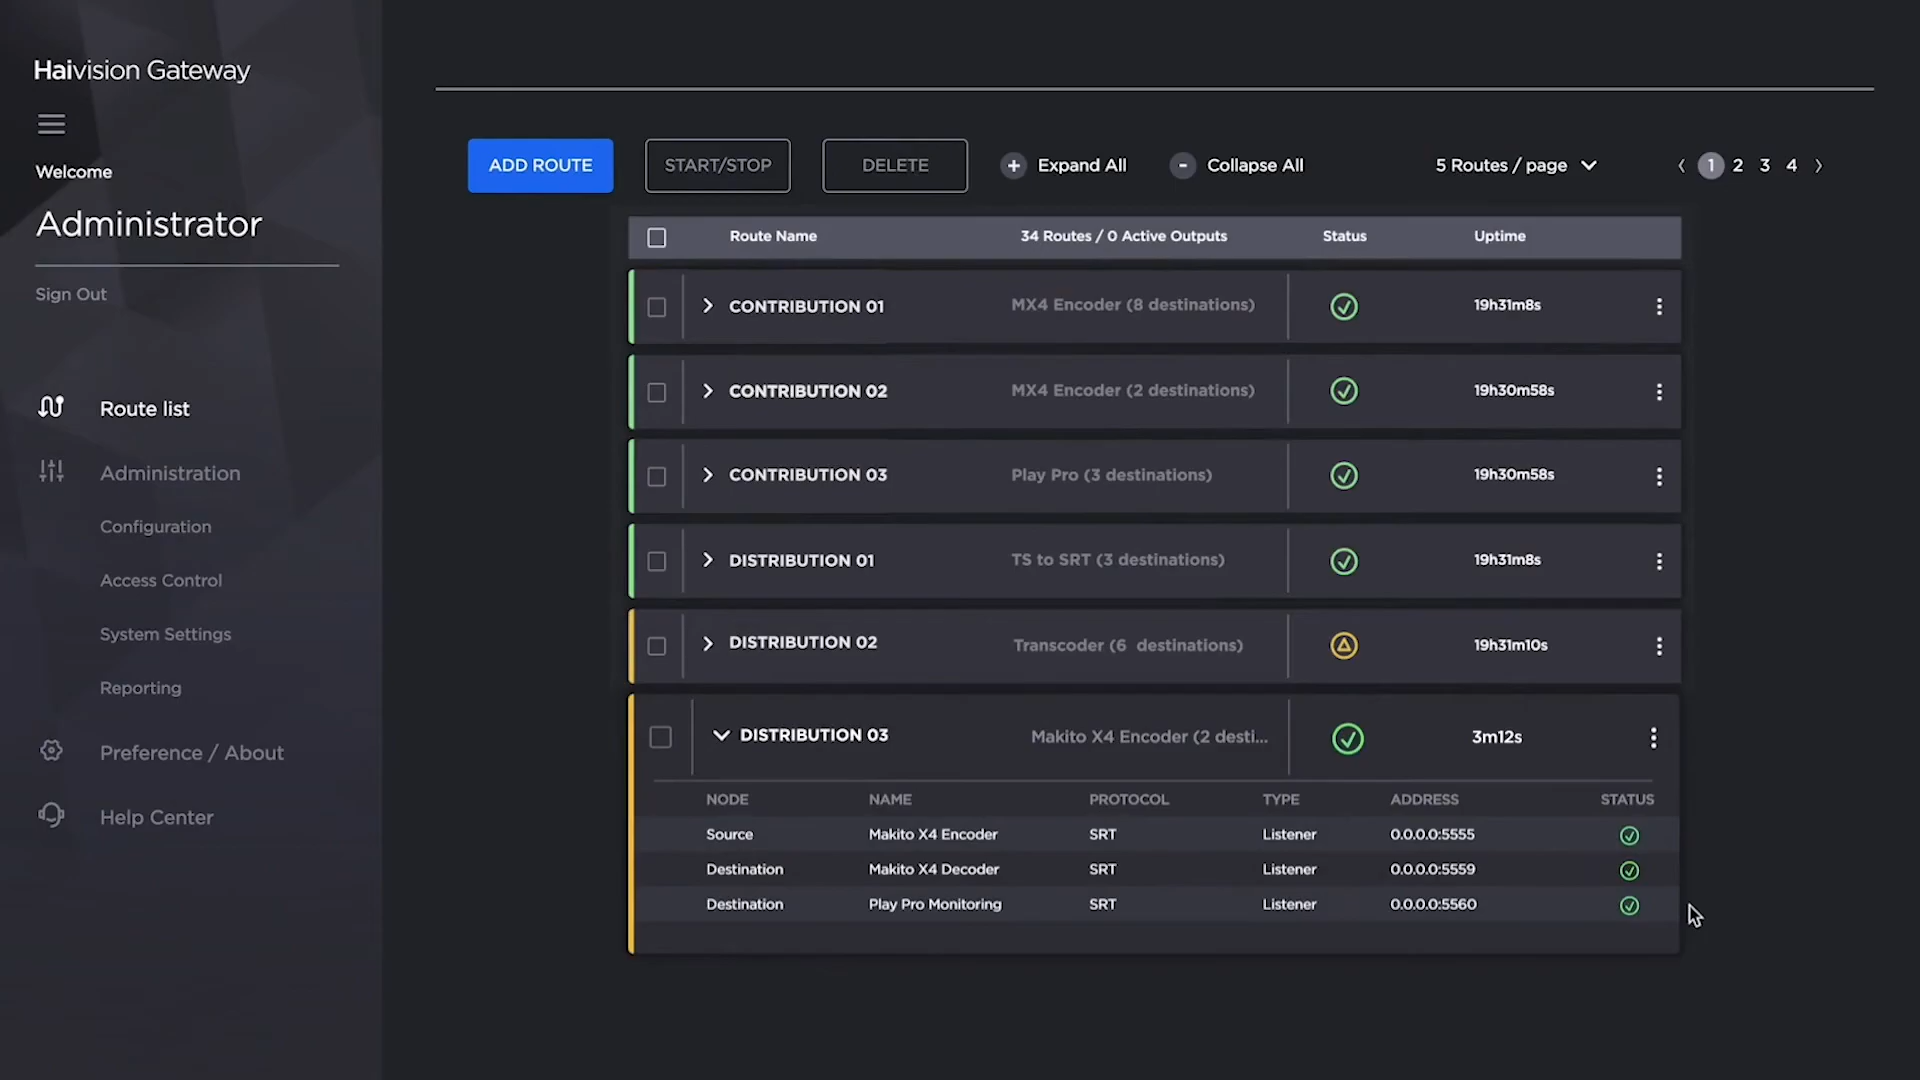 Haivision Gateway
Welcome
Administrator
Sign Out
Route list
Administration
Configuration
Access Control
System Settings
Reporting
Preference / About
Help Center
ADD ROUTE START/STOP DELETE + Expand All - Collapse All 5 Routes / page 1 2 3 4
Route Name 34 Routes / 0 Active Outputs Status Uptime
CONTRIBUTION 01 MX4 Encoder (8 destinations) 19h31m8s
CONTRIBUTION 02 MX4 Encoder (2 destinations) 19h30m58s
CONTRIBUTION 03 Play Pro (3 destinations) 19h30m58s
DISTRIBUTION 01 TS to SRT (3 destinations) 19h31m8s
DISTRIBUTION 02 Transcoder (6 destinations) 19h31m10s
DISTRIBUTION 03 Makito X4 Encoder (2 desti... 3m12s
NODE NAME PROTOCOL TYPE ADDRESS STATUS
Source Makito X4 Encoder SRT Listener 0.0.0.0:5555
Destination Makito X4 Decoder SRT Listener 0.0.0.0:5559
Destination Play Pro Monitoring SRT Listener 0.0.0.0:5560